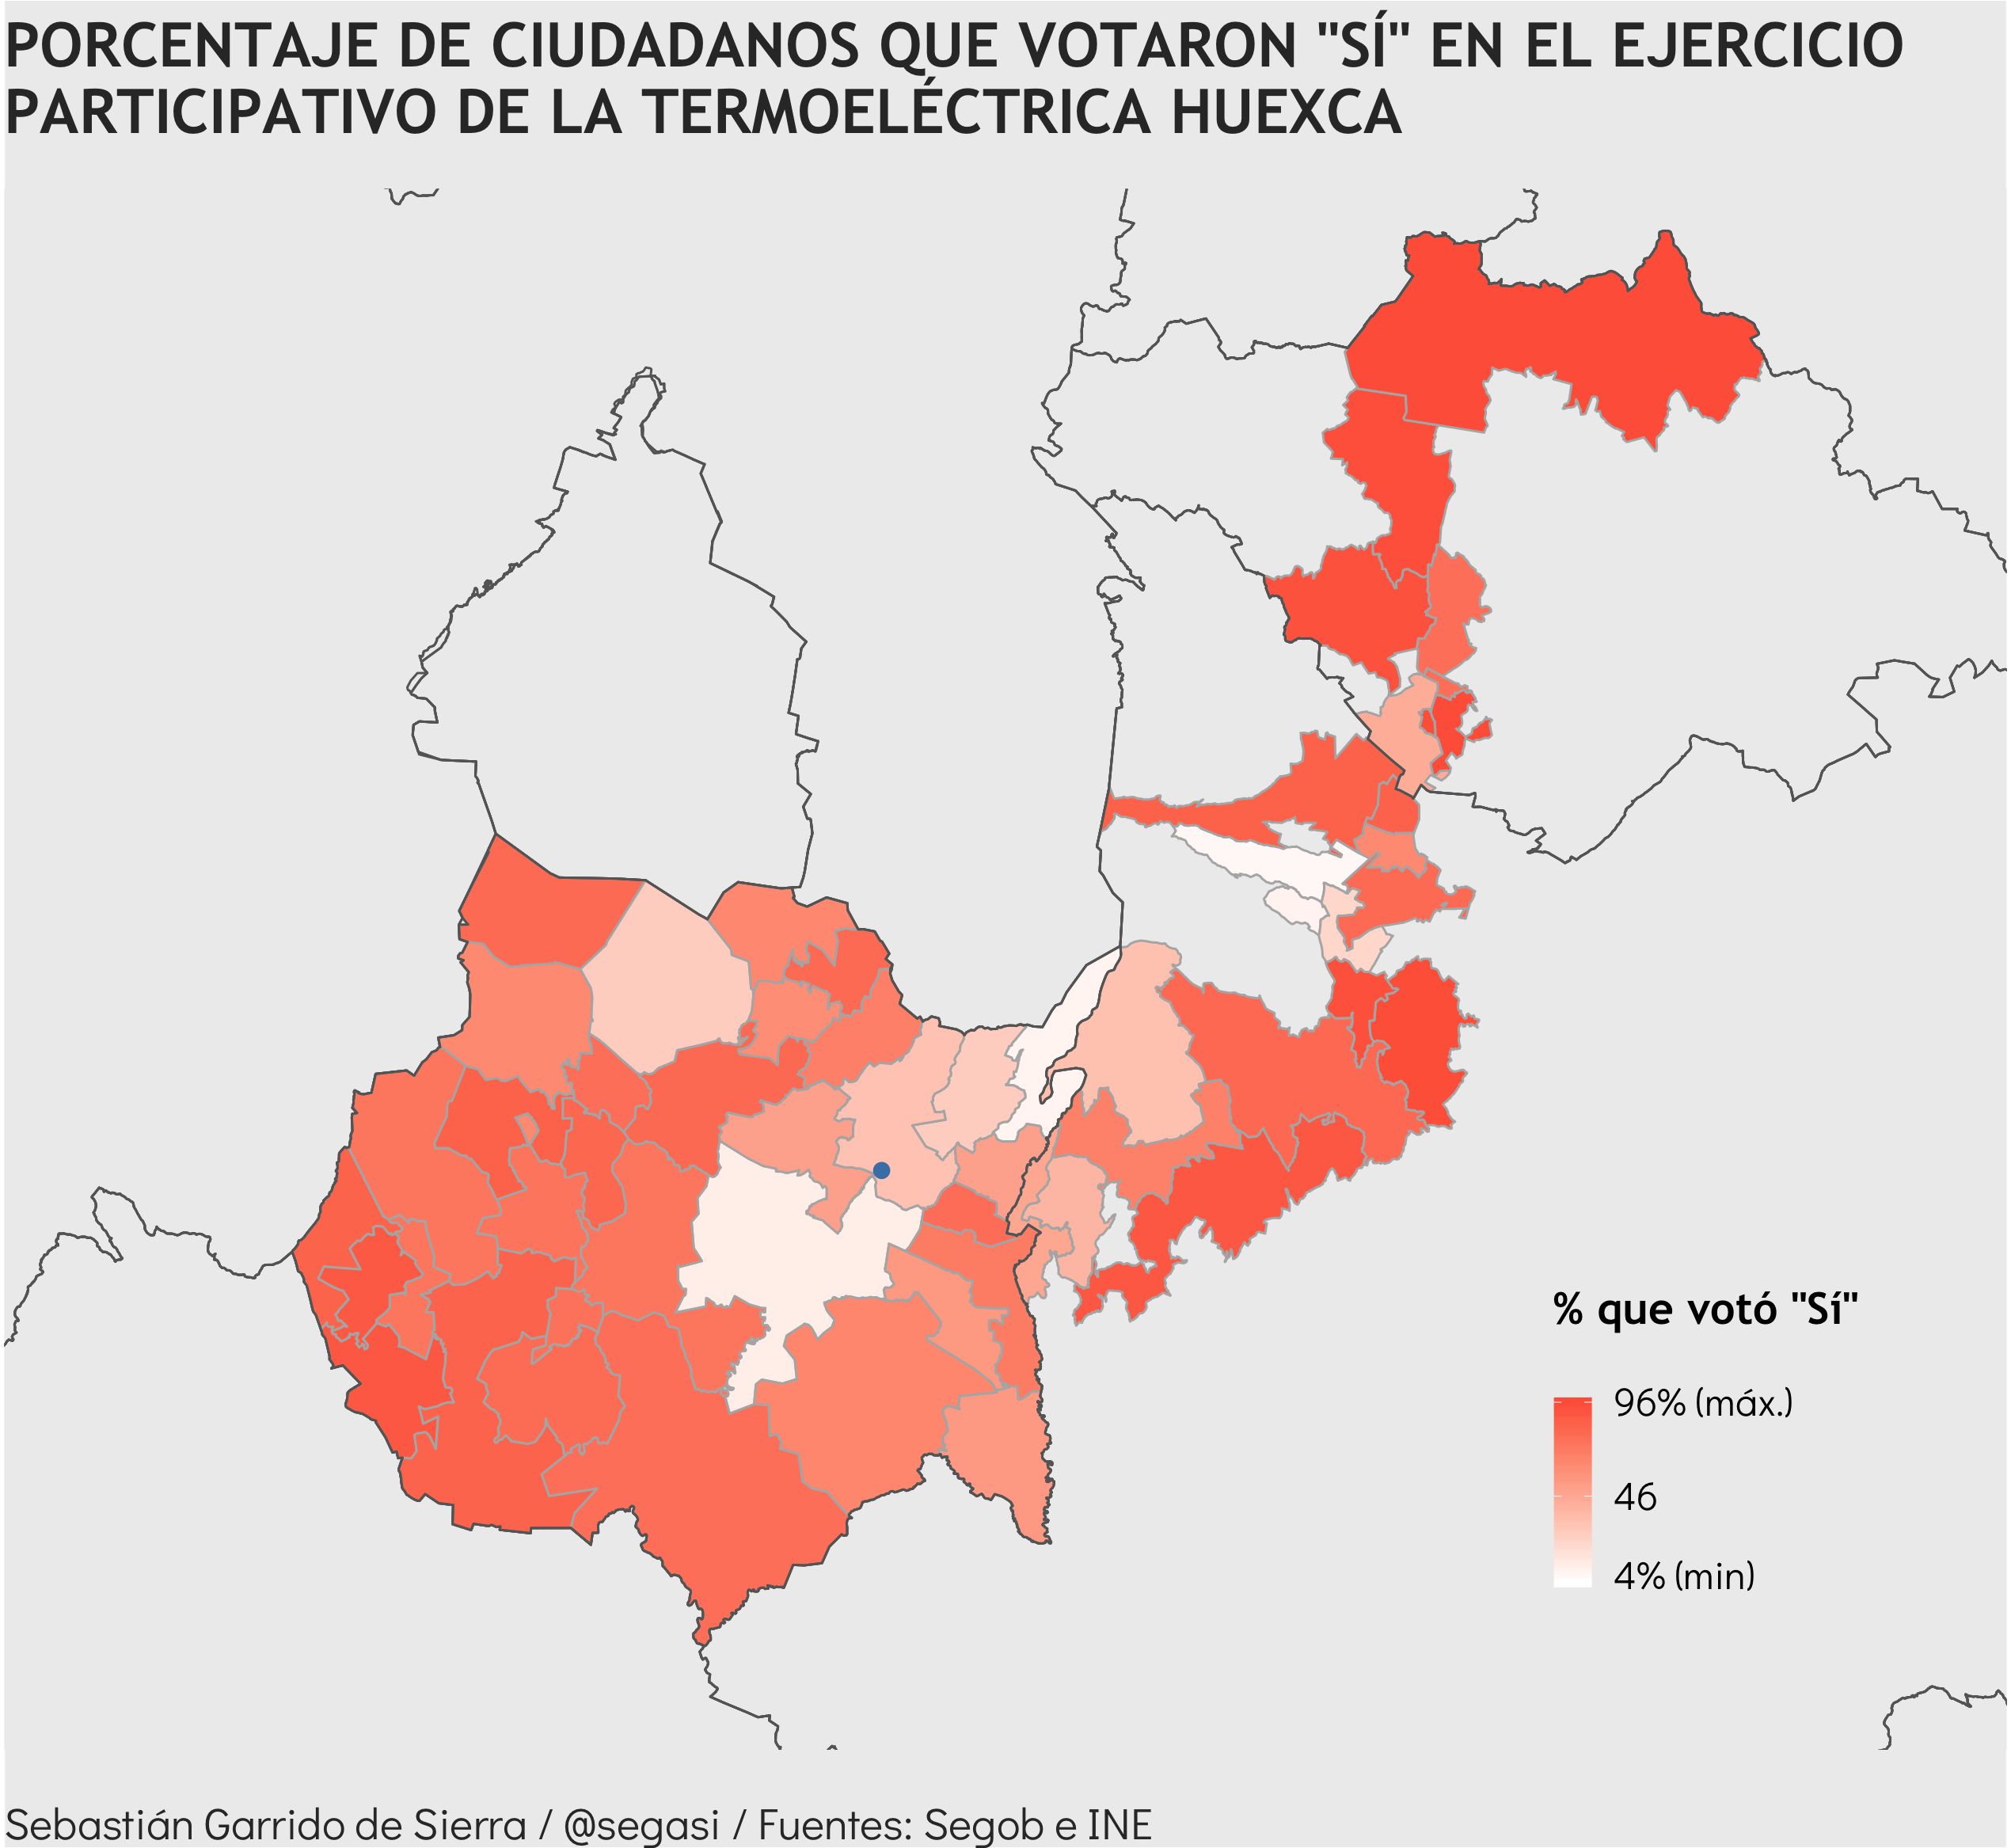 PORCENTAJE DE CIUDADANOS QUE VOTARON "SÍ" EN EL EJERCICIO
PARTICIPATIVO DE LA TERMOELÉCTRICA HUEXCA
% que votó "Sí"
96% (máx.)
46
4% (min)
Sebastián Garrido de Sierra / @segasi / Fuentes: Segob e INE